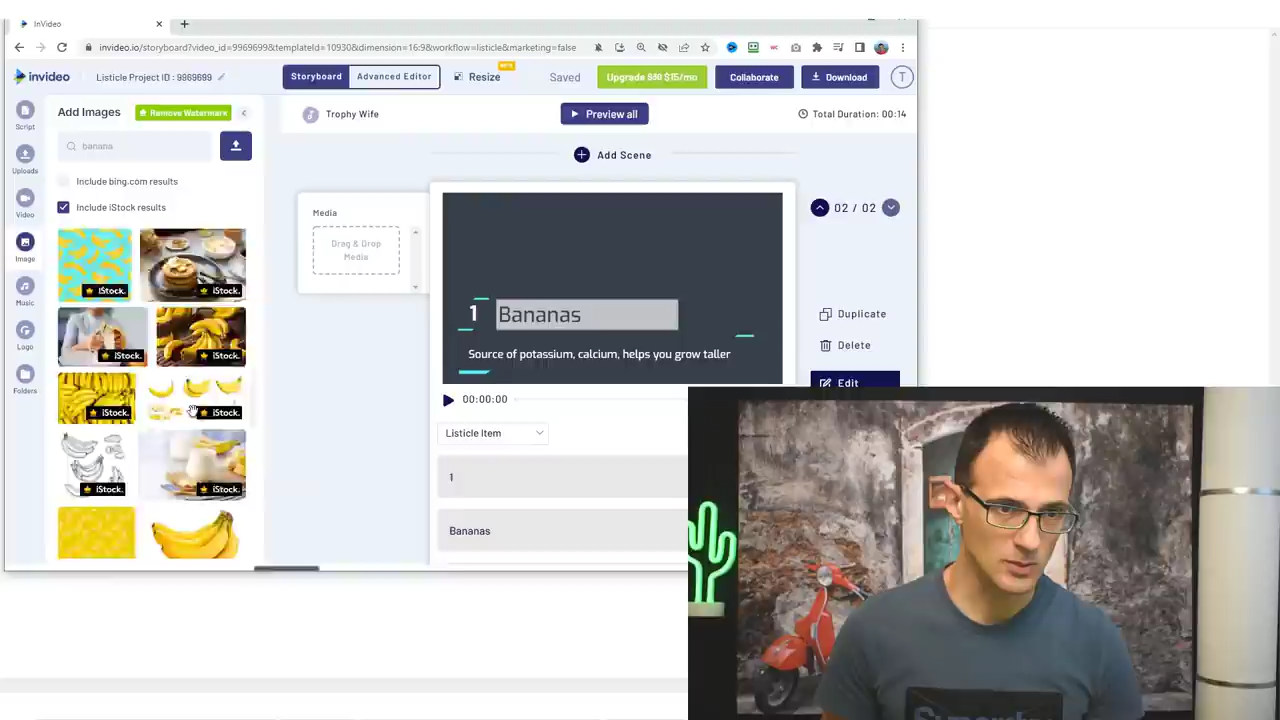 InVideo
invideo.io/storyboard?video_id=9969699&templateId=10930&dimension=16:9&workflow=listicle&marketing=false
invideo
Listicle Project ID : 9969699
Storyboard
Advanced Editor
Resize
BETA
Saved
Upgrade $30 $15/mo
Collaborate
Download
T
Script
Uploads
Video
Image
Music
Logo
Folders
Add Images
Remove Watermark
banana
Include bing.com results
Include iStock results
iStock.
iStock.
iStock.
iStock.
iStock.
iStock.
iStock.
iStock.
Trophy Wife
Preview all
Total Duration: 00:14
Add Scene
Media
Drag & Drop
Media
1
Bananas
Source of potassium, calcium, helps you grow taller
02 / 02
Duplicate
Delete
Edit
00:00:00
Listicle Item
1
Bananas